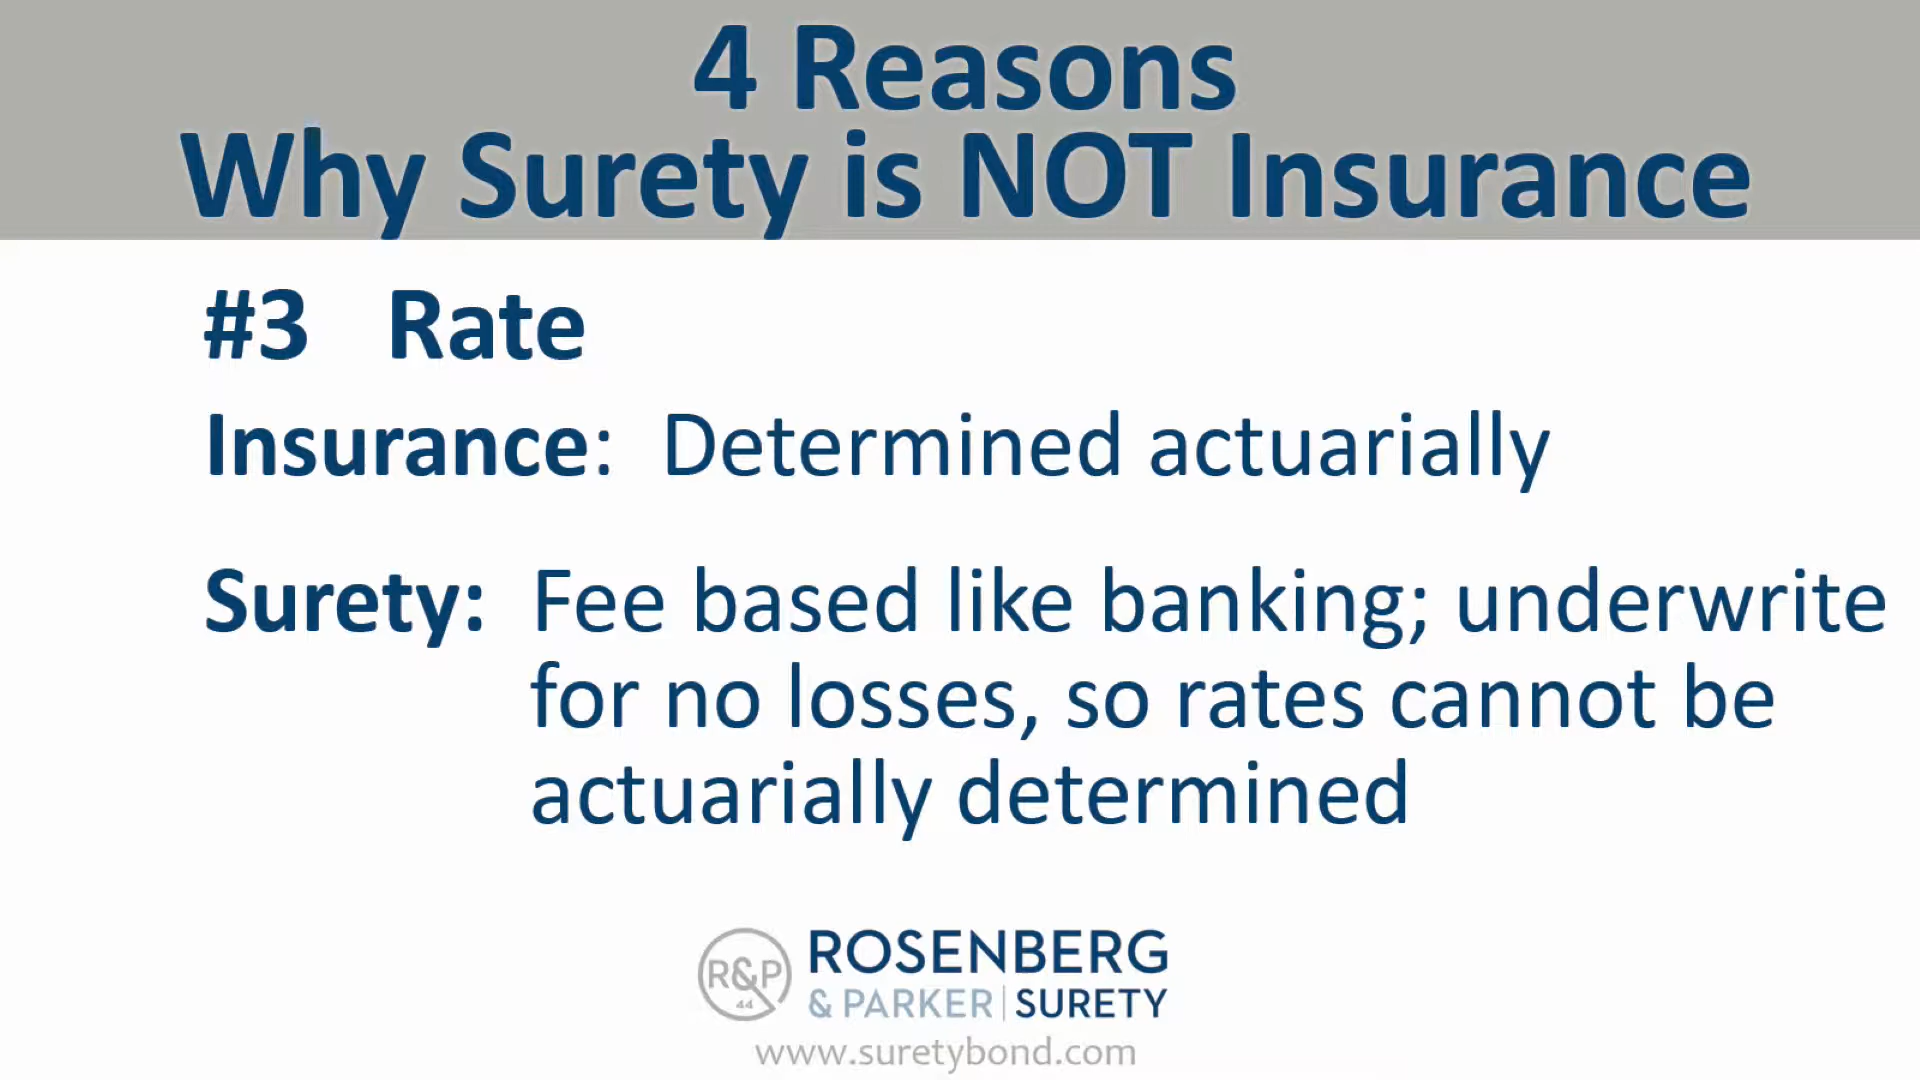 4 Reasons
Why Surety is NOT Insurance
#3 Rate
Insurance: Determined actuarially
Surety: Fee based like banking; underwrite
for no losses, so rates cannot be
actuarially determined
R&P
44
ROSENBERG
& PARKER | SURETY
www.suretybond.com